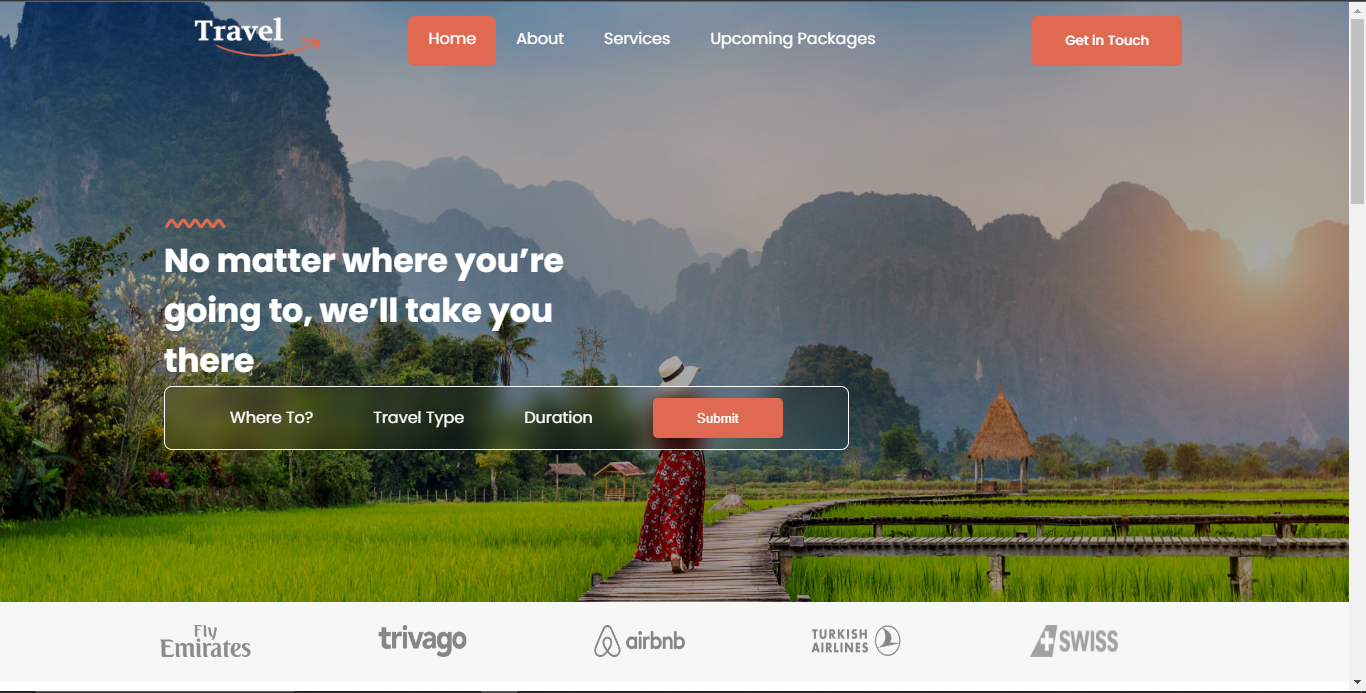 Travel
Home About Services Upcoming Packages Get in Touch
No matter where you’re
going to, we’ll take you
there
Where To? Travel Type Duration Submit
Fly
Emirates
trivago
airbnb
TURKISH
AIRLINES
SWISS